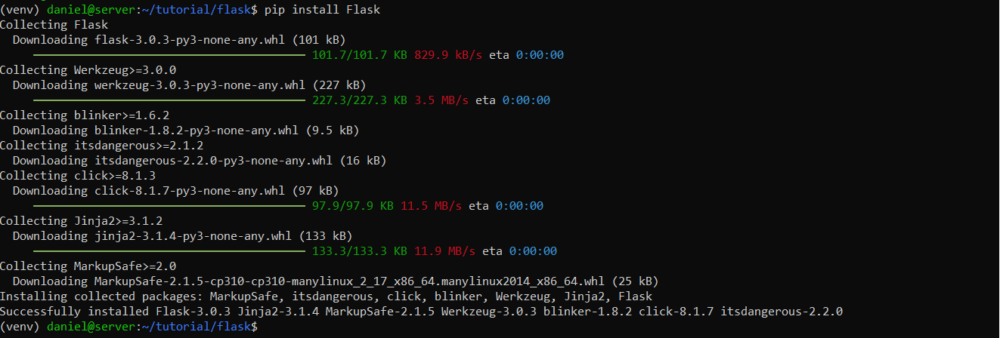 (venv) daniel@server:~/tutorial/flask$ pip install Flask
Collecting Flask
  Downloading flask-3.0.3-py3-none-any.whl (101 kB)
     ━━━━━━━━━━━━━━━━━━━━━━━━━━━━━━━━━━━━━━━━ 101.7/101.7 KB 829.9 kB/s eta 0:00:00
Collecting Werkzeug>=3.0.0
  Downloading werkzeug-3.0.3-py3-none-any.whl (227 kB)
     ━━━━━━━━━━━━━━━━━━━━━━━━━━━━━━━━━━━━━━━━ 227.3/227.3 KB 3.5 MB/s eta 0:00:00
Collecting blinker>=1.6.2
  Downloading blinker-1.8.2-py3-none-any.whl (9.5 kB)
Collecting itsdangerous>=2.1.2
  Downloading itsdangerous-2.2.0-py3-none-any.whl (16 kB)
Collecting click>=8.1.3
  Downloading click-8.1.7-py3-none-any.whl (97 kB)
     ━━━━━━━━━━━━━━━━━━━━━━━━━━━━━━━━━━━━━━━━ 97.9/97.9 KB 11.5 MB/s eta 0:00:00
Collecting Jinja2>=3.1.2
  Downloading jinja2-3.1.4-py3-none-any.whl (133 kB)
     ━━━━━━━━━━━━━━━━━━━━━━━━━━━━━━━━━━━━━━━━ 133.3/133.3 KB 11.9 MB/s eta 0:00:00
Collecting MarkupSafe>=2.0
  Downloading MarkupSafe-2.1.5-cp310-cp310-manylinux_2_17_x86_64.manylinux2014_x86_64.whl (25 kB)
Installing collected packages: MarkupSafe, itsdangerous, click, blinker, Werkzeug, Jinja2, Flask
Successfully installed Flask-3.0.3 Jinja2-3.1.4 MarkupSafe-2.1.5 Werkzeug-3.0.3 blinker-1.8.2 click-8.1.7 itsdangerous-2.2.0
(venv) daniel@server:~/tutorial/flask$